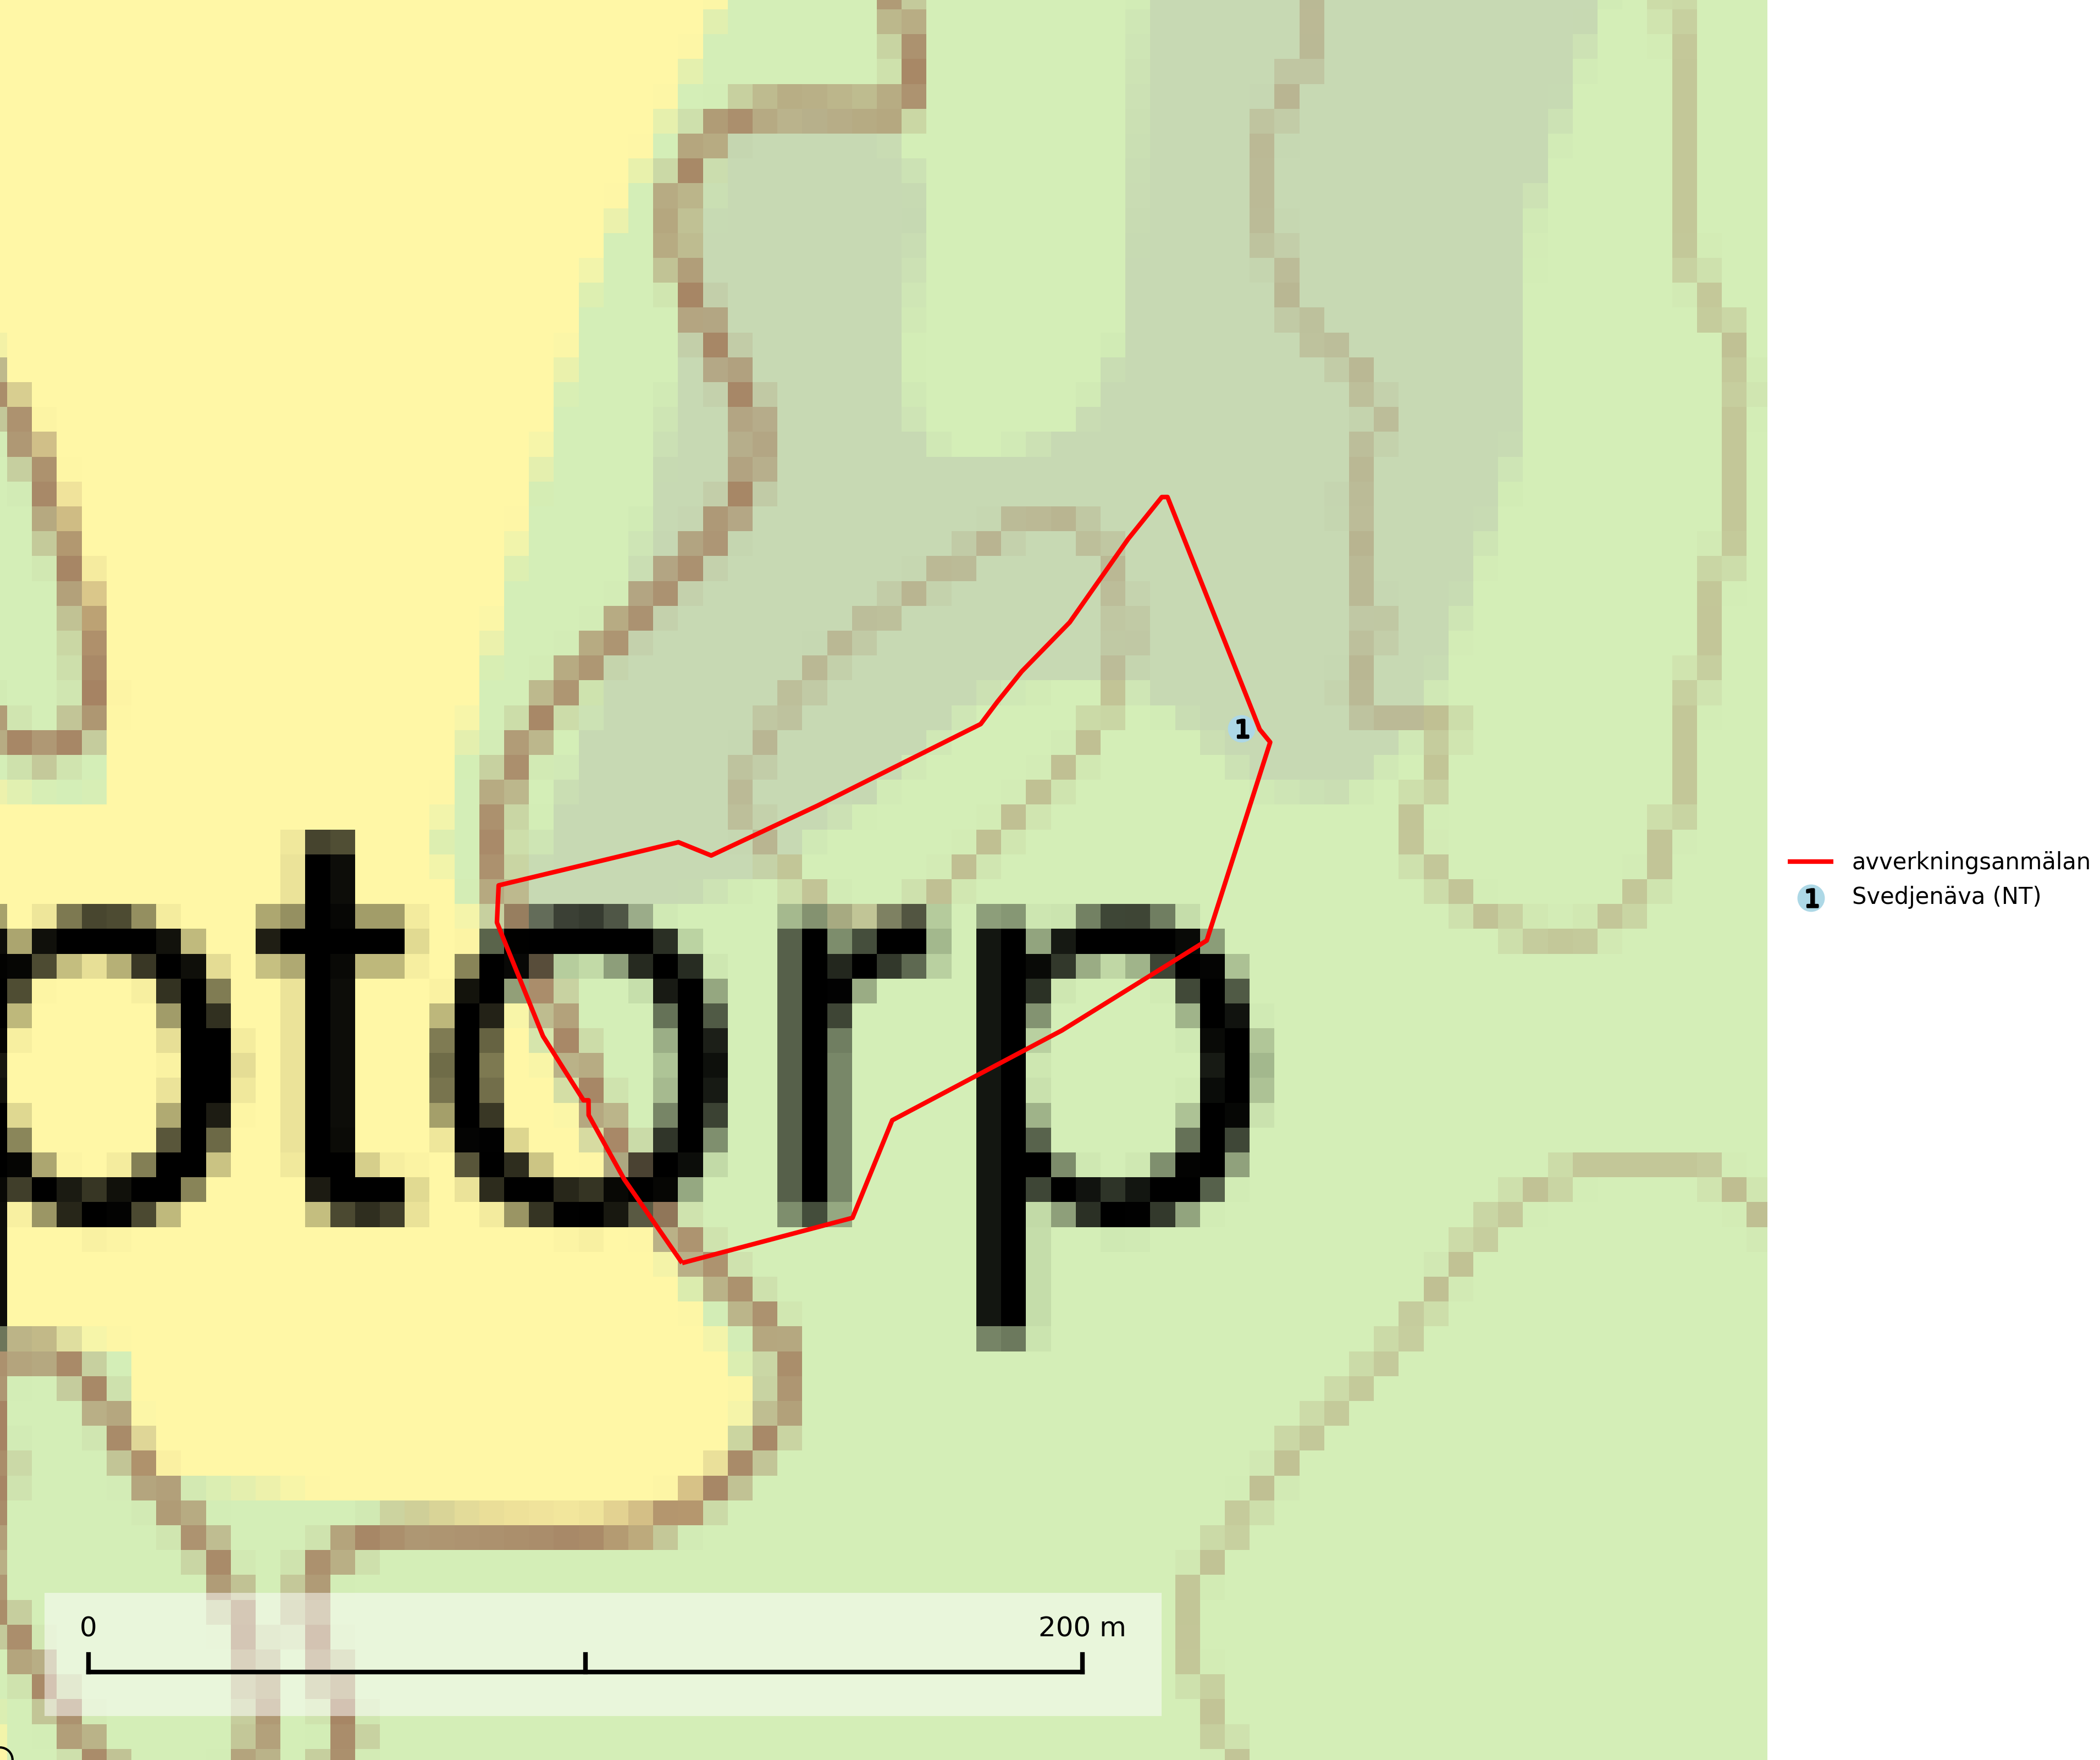 1
otorp
avverkningsanmälan
1 Svedjenäva (NT)
0 200 m